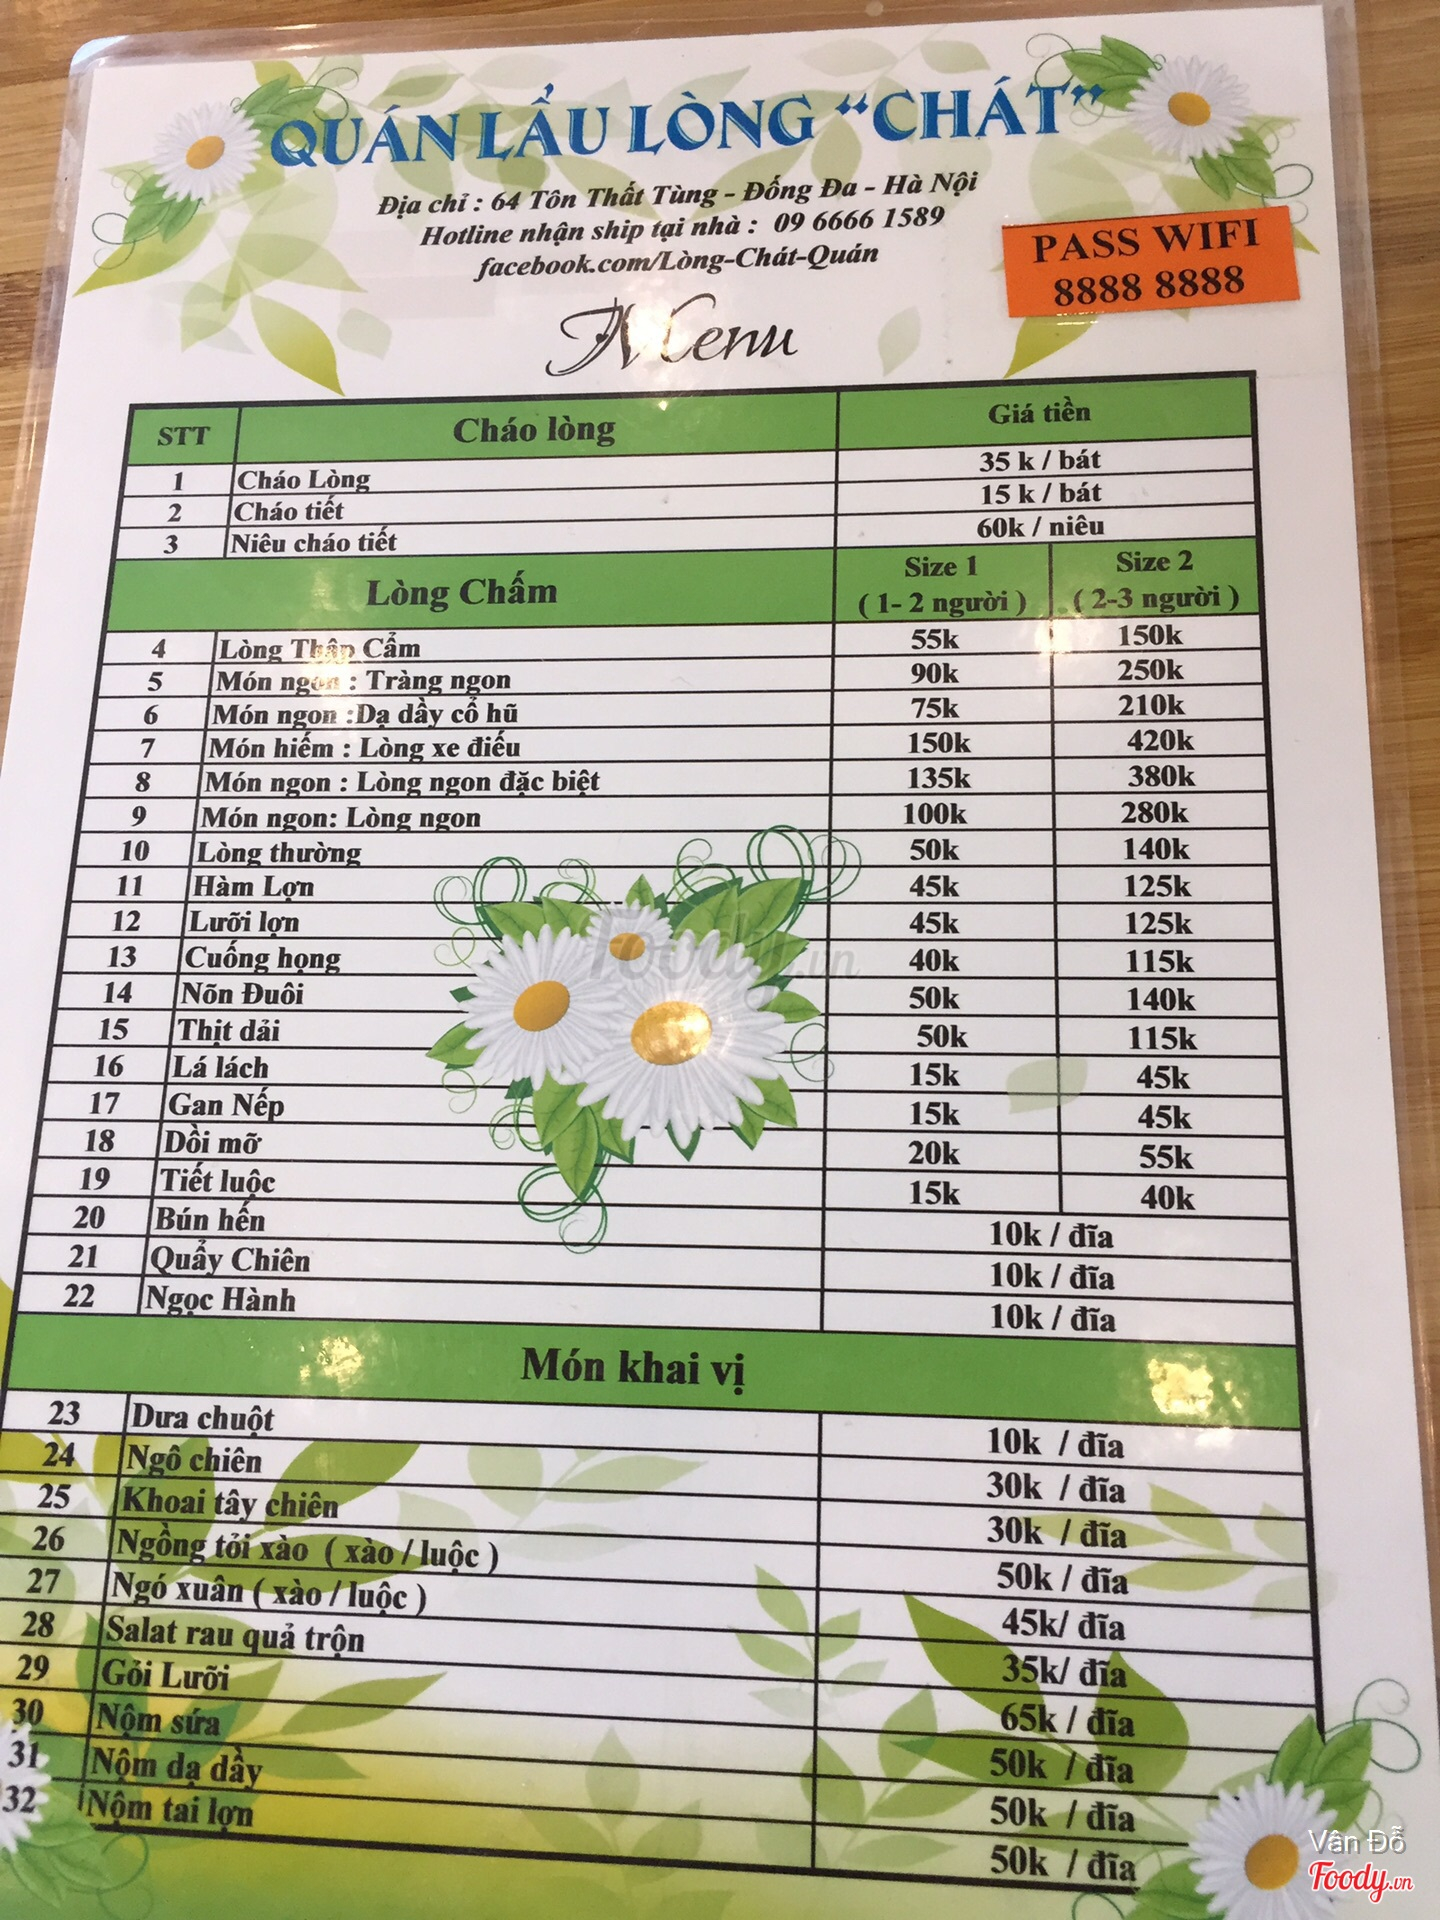 QUÁN LẨU LÒNG “CHÁT”
Địa chỉ : 64 Tôn Thất Tùng - Đống Đa - Hà Nội
Hotline nhận ship tại nhà : 09 6666 1589
facebook.com/Lòng-Chát-Quán
PASS WIFI
8888 8888
Menu
STT Cháo lòng Giá tiền
1 Cháo Lòng 35 k / bát
2 Cháo tiết 15 k / bát
3 Niêu cháo tiết 60k / niêu
Lòng Chấm Size 1 ( 1- 2 người ) Size 2 ( 2-3 người )
4 Lòng Thập Cẩm 55k 150k
5 Món ngon : Tràng ngon 90k 250k
6 Món ngon :Dạ dầy cổ hũ 75k 210k
7 Món hiếm : Lòng xe điếu 150k 420k
8 Món ngon : Lòng ngon đặc biệt 135k 380k
9 Món ngon: Lòng ngon 100k 280k
10 Lòng thường 50k 140k
11 Hàm Lợn 45k 125k
12 Lưỡi lợn 45k 125k
13 Cuống họng 40k 115k
14 Nõn Đuôi 50k 140k
15 Thịt dải 50k 115k
16 Lá lách 15k 45k
17 Gan Nếp 15k 45k
18 Dồi mỡ 20k 55k
19 Tiết luộc 15k 40k
20 Bún hến 10k / đĩa
21 Quẩy Chiên 10k / đĩa
22 Ngọc Hành 10k / đĩa
Món khai vị
23 Dưa chuột 10k / đĩa
24 Ngô chiên 30k / đĩa
25 Khoai tây chiên 30k / đĩa
26 Ngồng tỏi xào ( xào / luộc ) 50k / đĩa
27 Ngó xuân ( xào / luộc ) 45k/ đĩa
28 Salat rau quả trộn 35k/ đĩa
29 Gỏi Lưỡi 65k / đĩa
30 Nộm sứa 50k / đĩa
31 Nộm dạ dầy 50k / đĩa
32 Nộm tai lợn 50k / đĩa
Foody.vn
Vân Đỗ
Foody.vn